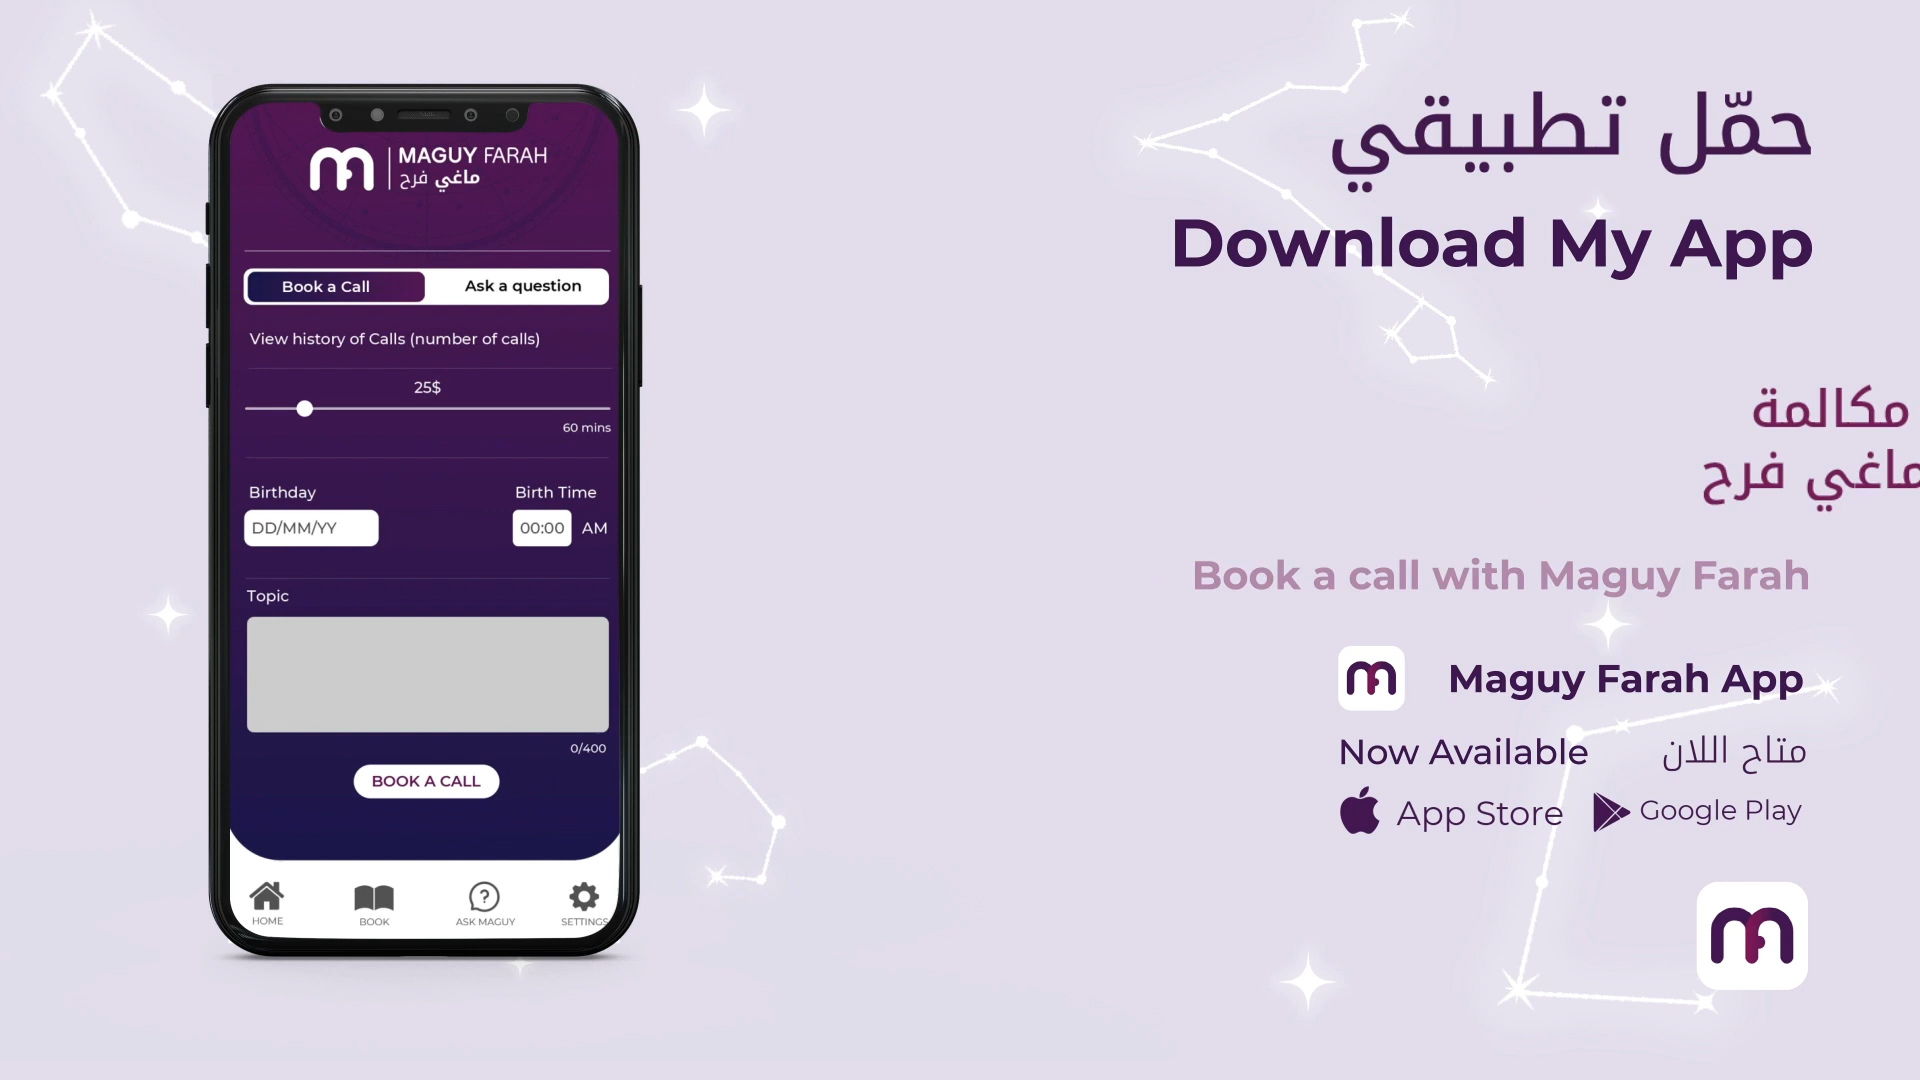 MAGUY FARAH
ماغي فرح
Book a Call
Ask a question
View history of Calls (number of calls)
25$
60 mins
Birthday
Birth Time
DD/MM/YY
00:00 AM
Topic
0/400
BOOK A CALL
HOME
BOOK
ASK MAGUY
SETTINGS
حمّل تطبيقي
Download My App
مكالمة
ماغي فرح
Book a call with Maguy Farah
Maguy Farah App
Now Available
متاح اللان
App Store
Google Play